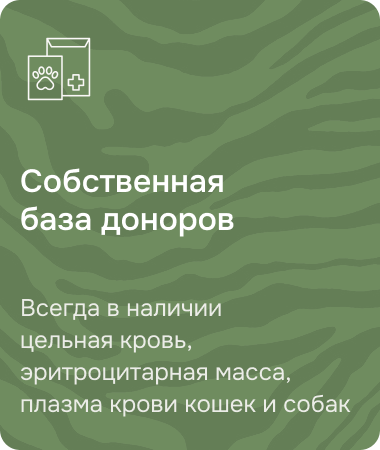 Собственная
база доноров
Всегда в наличии
цельная кровь,
эритроцитарная масса,
плазма крови кошек и собак